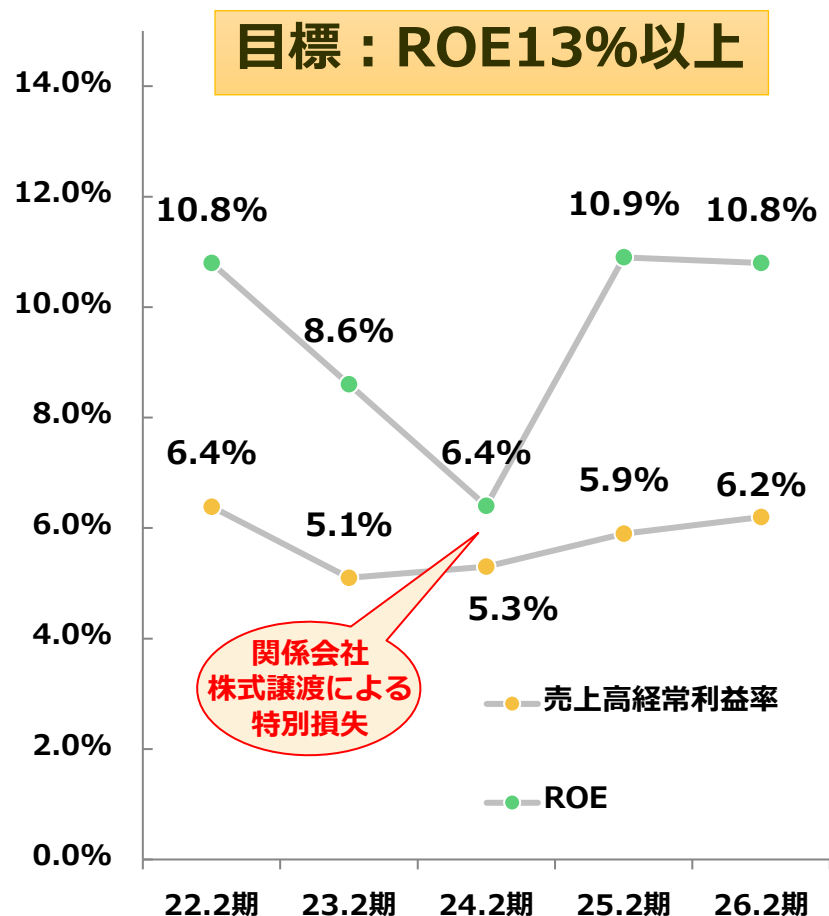 目標：ROE13%以上
14.0%
12.0%
10.0%
8.0%
6.0%
4.0%
2.0%
0.0%
10.8%
8.6%
6.4%
10.9%
10.8%
6.4%
5.1%
5.3%
5.9%
6.2%
関係会社
株式譲渡による
特別損失
売上高経常利益率
ROE
22.2期
23.2期
24.2期
25.2期
26.2期